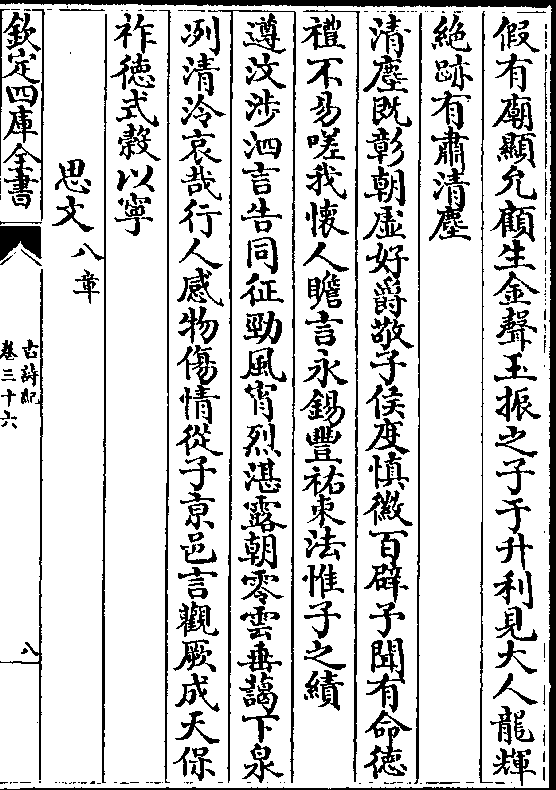 假有廟顯允顧生金聲玉振之子于升利見大人龍輝
絶跡有肅清塵
清塵既彰朝虚好爵敬子侯度慎徽百辟予聞有命徳
禮不易嗟我懐人瞻言永錫豐祐東法惟子之績
遵汶渉泗言告同征勁風宵烈湛露朝零雲垂藹下泉
冽清泠哀哉行人感物傷情從子京邑言觀厥成天保
祚徳式穀以寧
思文八章
欽定四庫全書
古詩紀
卷三十六
八